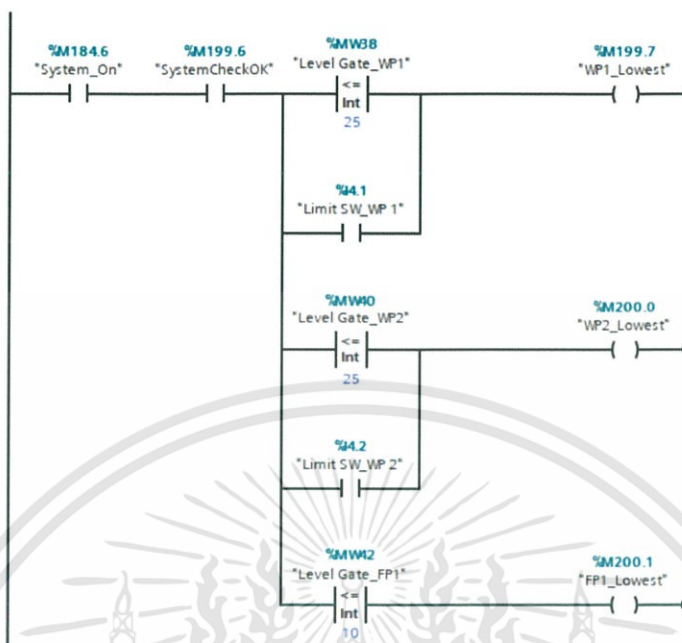 %M184.6
"System_On"
%M199.6
"SystemCheckOK"
%MW38
"Level Gate_WP1"
<=
Int
25
%M199.7
"WP1_Lowest"
%I4.1
"Limit SW_WP 1"
%MW40
"Level Gate_WP2"
<=
Int
25
%M200.0
"WP2_Lowest"
%I4.2
"Limit SW_WP 2"
%MW42
"Level Gate_FP1"
<=
Int
10
%M200.1
"FP1_Lowest"